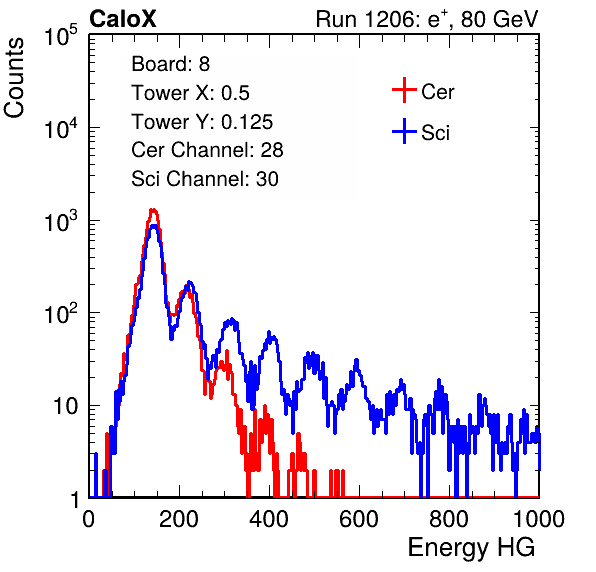 CaloX Run 1206: e⁺, 80 GeV
Counts
Board: 8
Tower X: 0.5
Tower Y: 0.125
Cer Channel: 28
Sci Channel: 30
Cer
Sci
10⁵
10⁴
10³
10²
10
1
0 200 400 600 800 1000
Energy HG